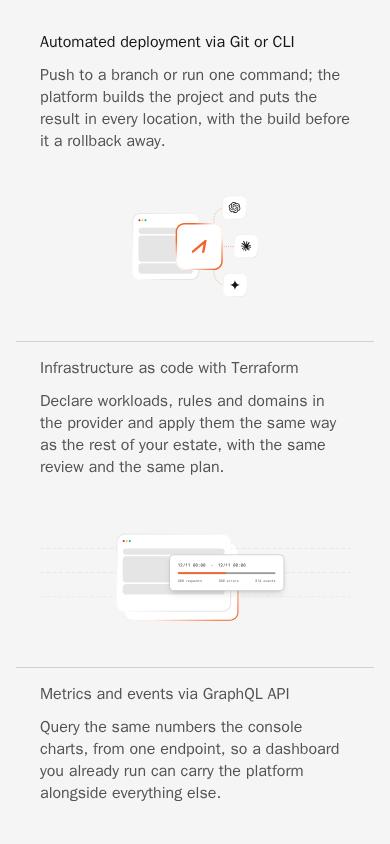 Automated deployment via Git or CLI
Push to a branch or run one command; the
platform builds the project and puts the
result in every location, with the build before
it a rollback away.
Infrastructure as code with Terraform
Declare workloads, rules and domains in
the provider and apply them the same way
as the rest of your estate, with the same
review and the same plan.
12/11 00:00 - 12/11 00:00
requests errors events
Metrics and events via GraphQL API
Query the same numbers the console
charts, from one endpoint, so a dashboard
you already run can carry the platform
alongside everything else.